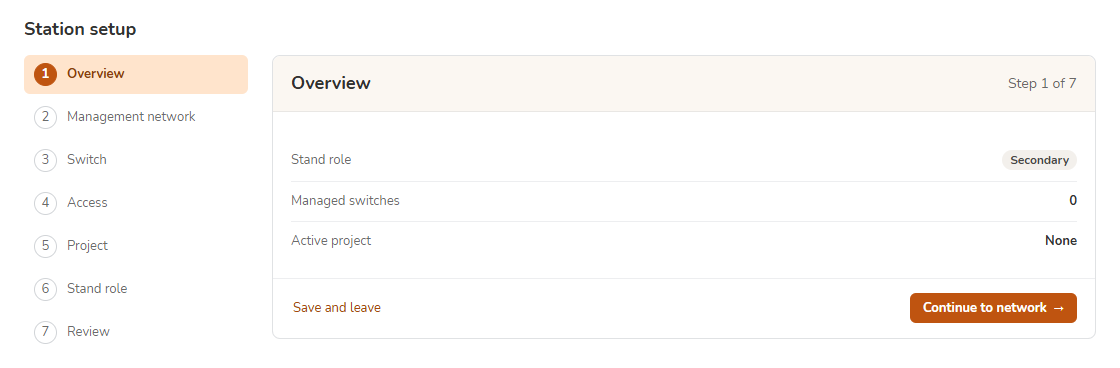 Station setup
1 Overview
2 Management network
3 Switch
4 Access
5 Project
6 Stand role
7 Review
Overview Step 1 of 7
Stand role Secondary
Managed switches 0
Active project None
Save and leave Continue to network →